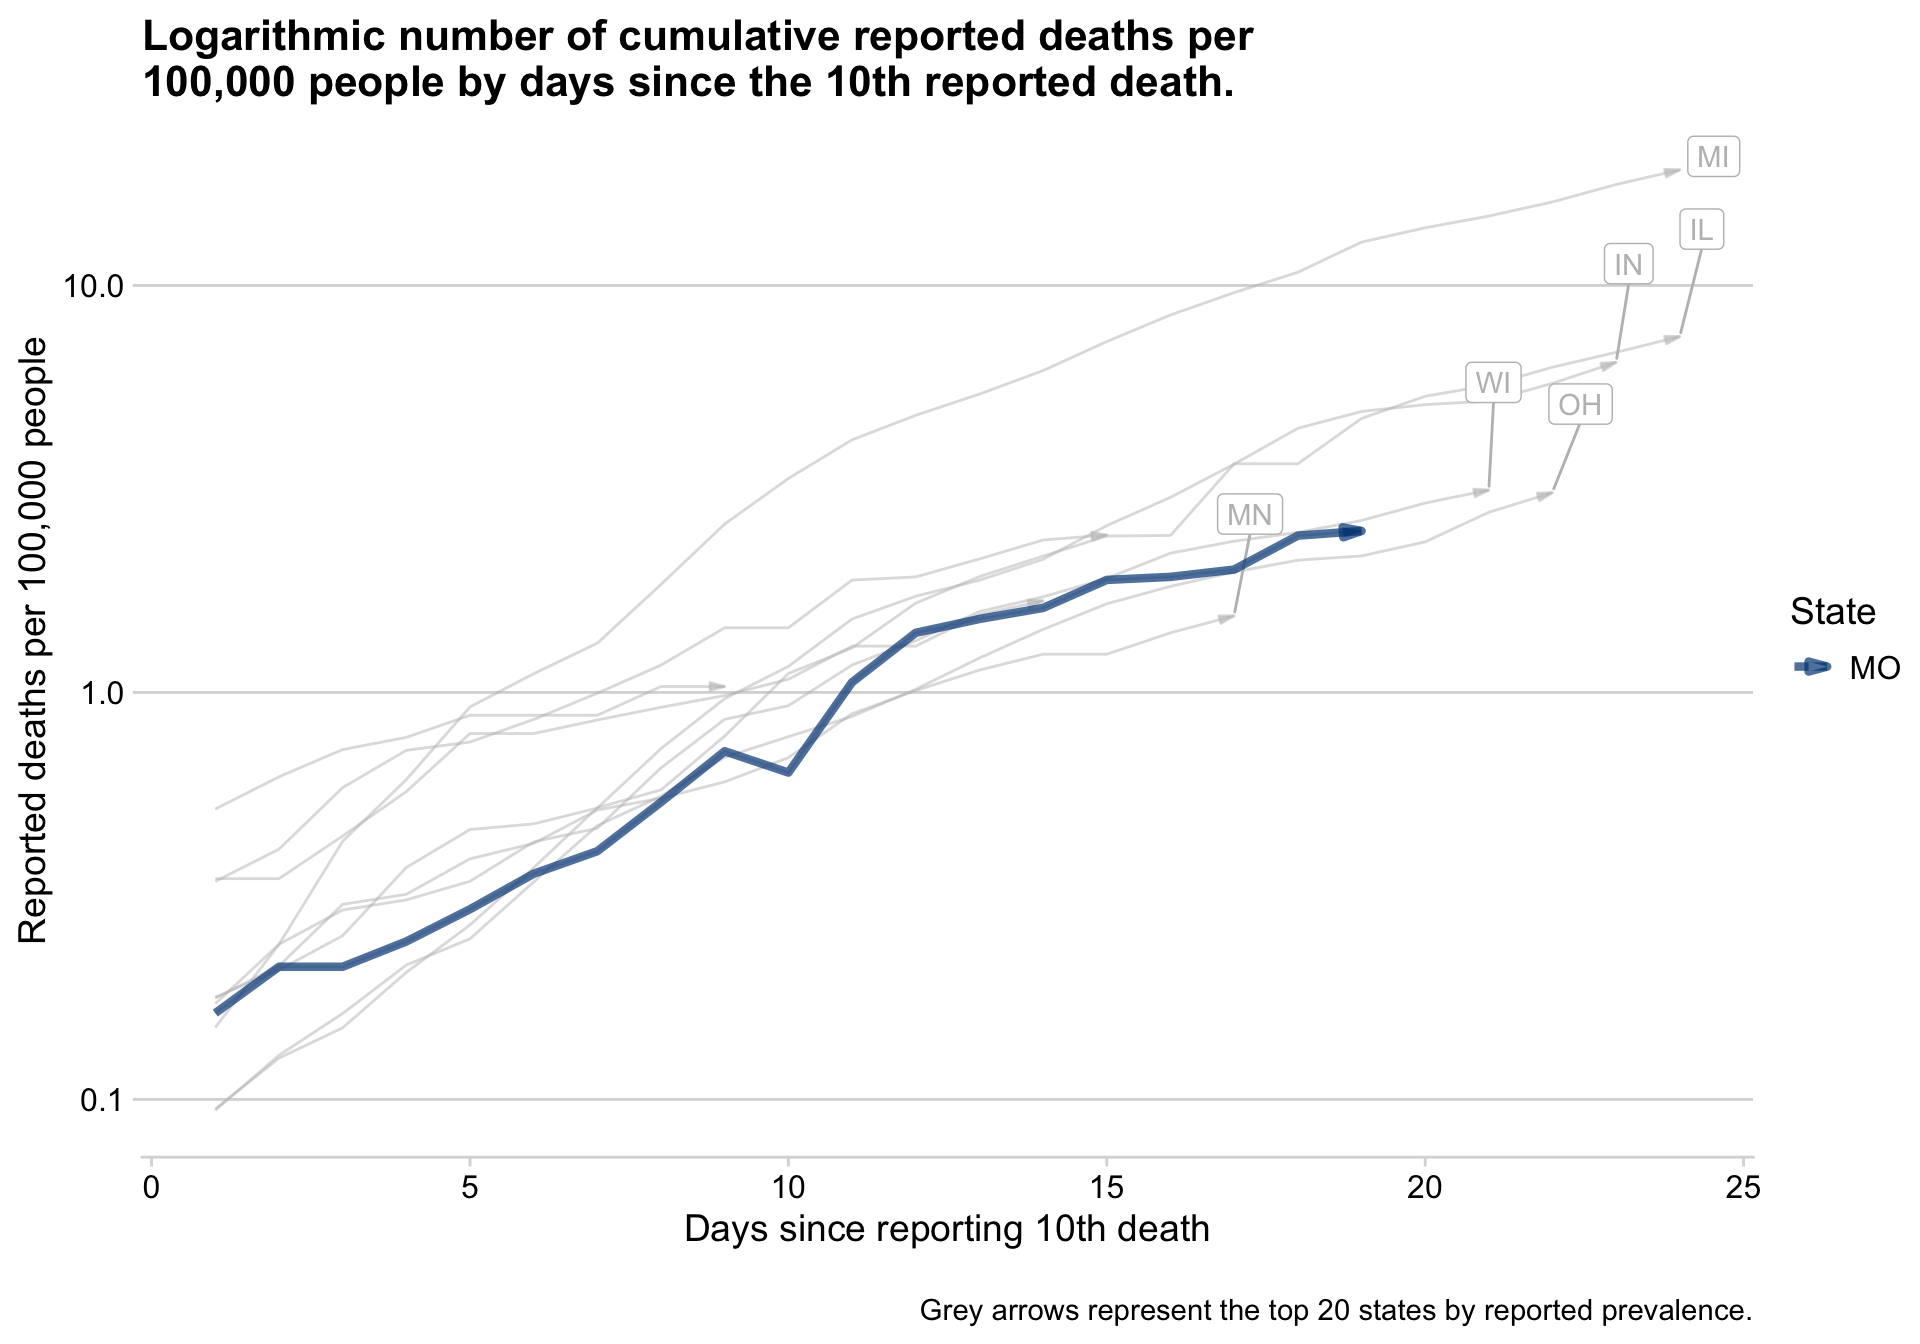 Logarithmic number of cumulative reported deaths per
100,000 people by days since the 10th reported death.
MI
IL
IN
10.0
WI
OH
MN
Reported deaths per 100,000 people
State
MO
1.0
0.1
0 5 10 15 20 25
Days since reporting 10th death
Grey arrows represent the top 20 states by reported prevalence.